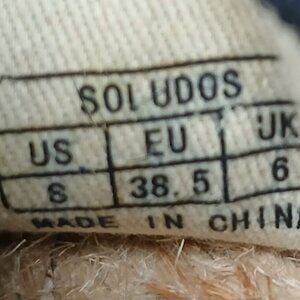 SOLUDOS
US EU UK
8 38.5 6
MADE IN CHINA